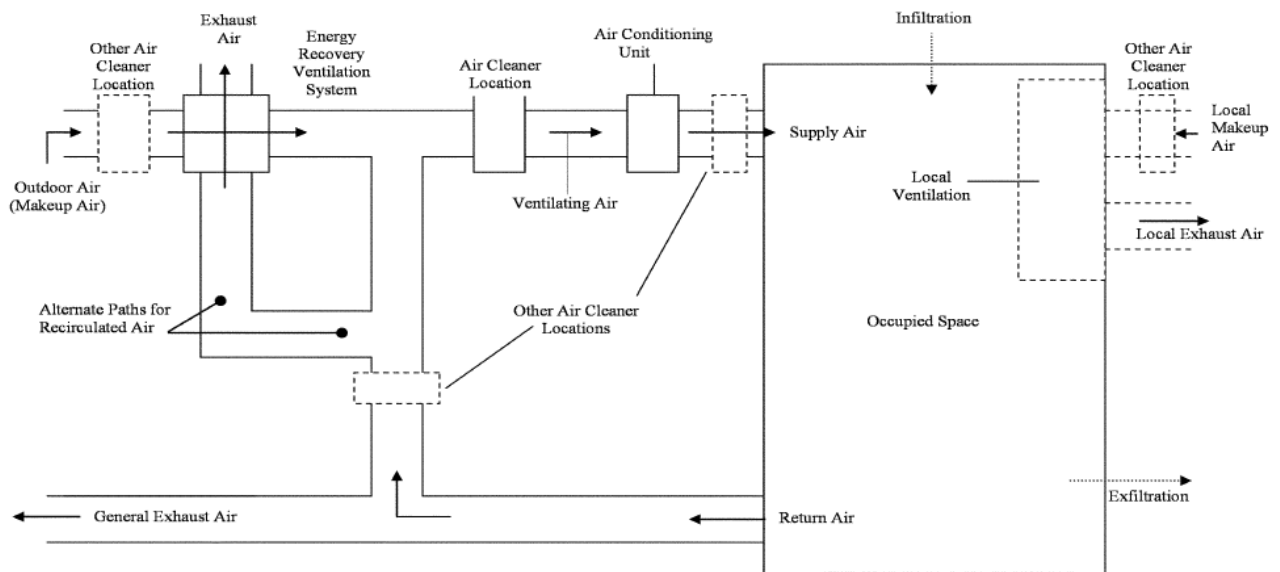 Exhaust
Air
Energy
Recovery
Ventilation
System
Other Air
Cleaner
Location
Air Cleaner
Location
Air Conditioning
Unit
Infiltration
Other Air
Cleaner
Location
Local
Makeup
Air
Supply Air
Outdoor Air
(Makeup Air)
Ventilating Air
Local
Ventilation
Local Exhaust Air
Alternate Paths for
Recirculated Air
Other Air Cleaner
Locations
Occupied Space
Exfiltration
General Exhaust Air
Return Air